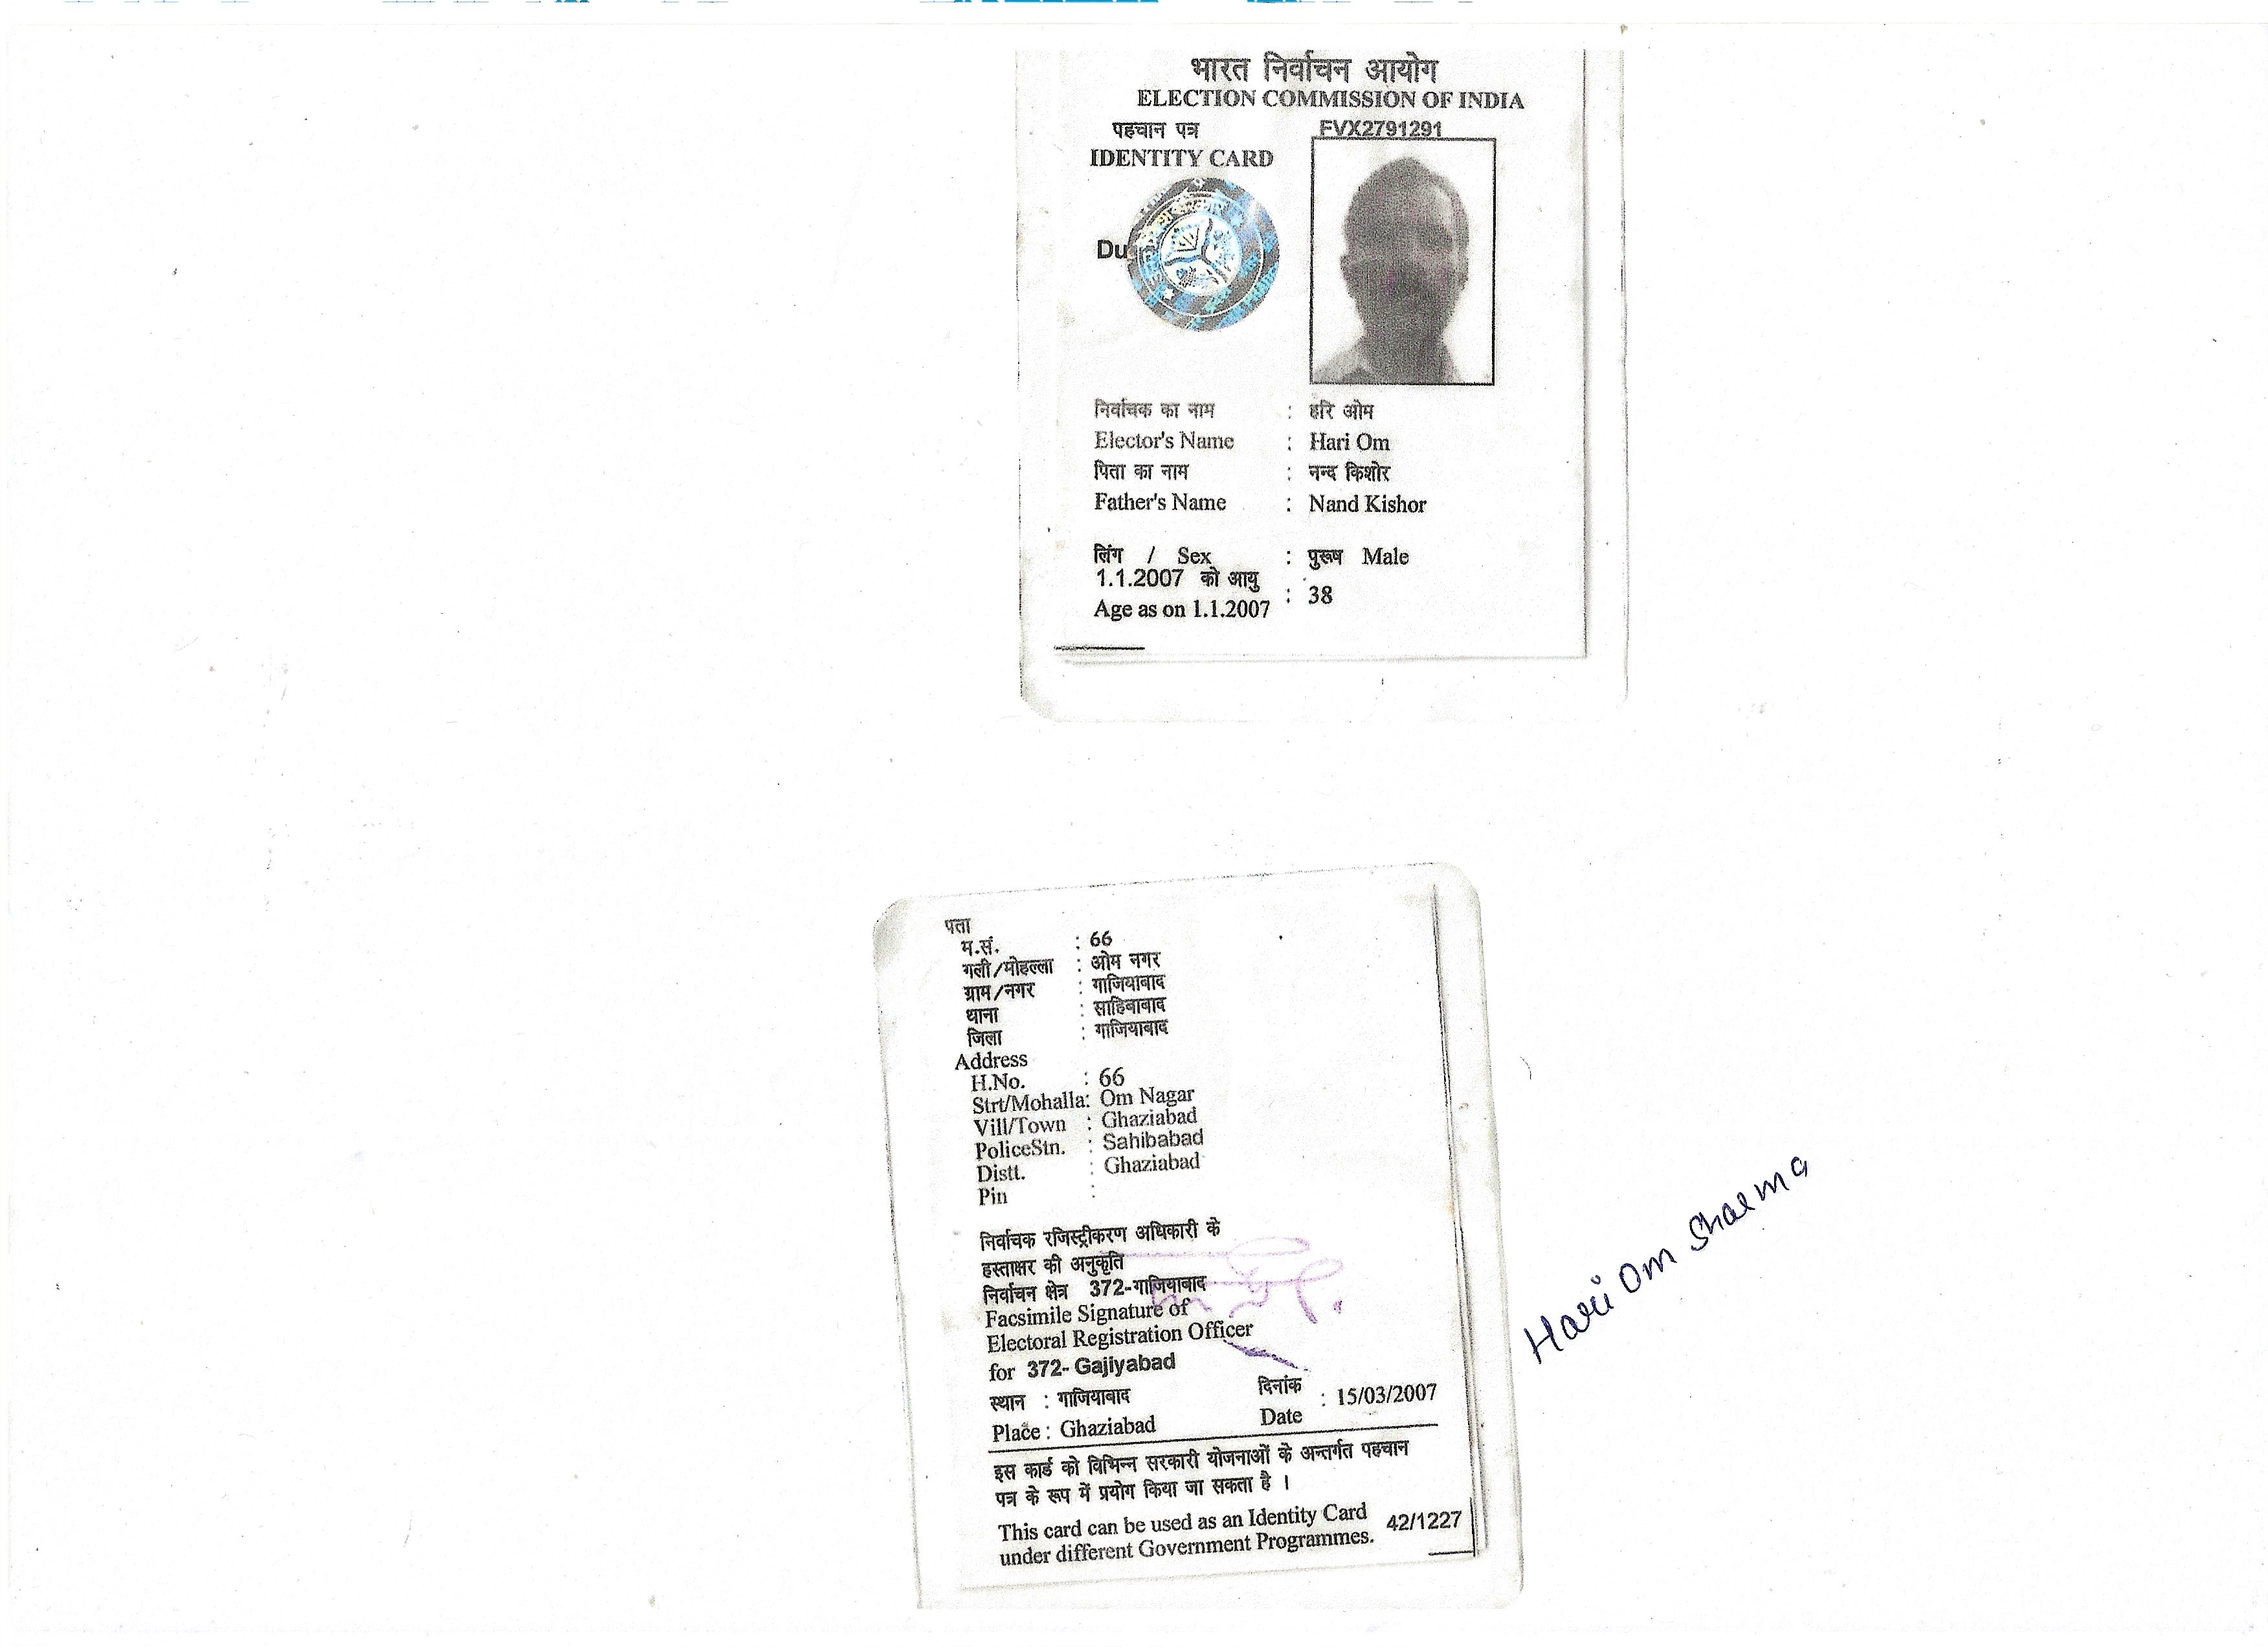 भारत निर्वाचन आयोग
ELECTION COMMISSION OF INDIA
पहचान पत्र FVX2791291
IDENTITY CARD
Du
निर्वाचक का नाम : हरि ओम
Elector's Name : Hari Om
पिता का नाम : नन्द किशोर
Father's Name : Nand Kishor
लिंग / Sex : पुरूष Male
1.1.2007 को आयु
Age as on 1.1.2007 : 38
पता
म.सं. : 66
गली/मोहल्ला : ओम नगर
ग्राम/नगर : गाजियाबाद
थाना : साहिबाबाद
जिला : गाजियाबाद
Address
H.No. : 66
Strt/Mohalla: Om Nagar
Vill/Town : Ghaziabad
PoliceStn. : Sahibabad
Distt. : Ghaziabad
Pin :
निर्वाचक रजिस्ट्रीकरण अधिकारी के
हस्ताक्षर की अनुकृति
निर्वाचन क्षेत्र 372-गाजियाबाद
Facsimile Signature of
Electoral Registration Officer
for 372- Gajiyabad
स्थान : गाजियाबाद दिनांक
Place : Ghaziabad Date : 15/03/2007
इस कार्ड को विभिन्न सरकारी योजनाओं के अन्तर्गत पहचान
पत्र के रूप में प्रयोग किया जा सकता है ।
This card can be used as an Identity Card
under different Government Programmes. 42/1227
Hari Om Sharma